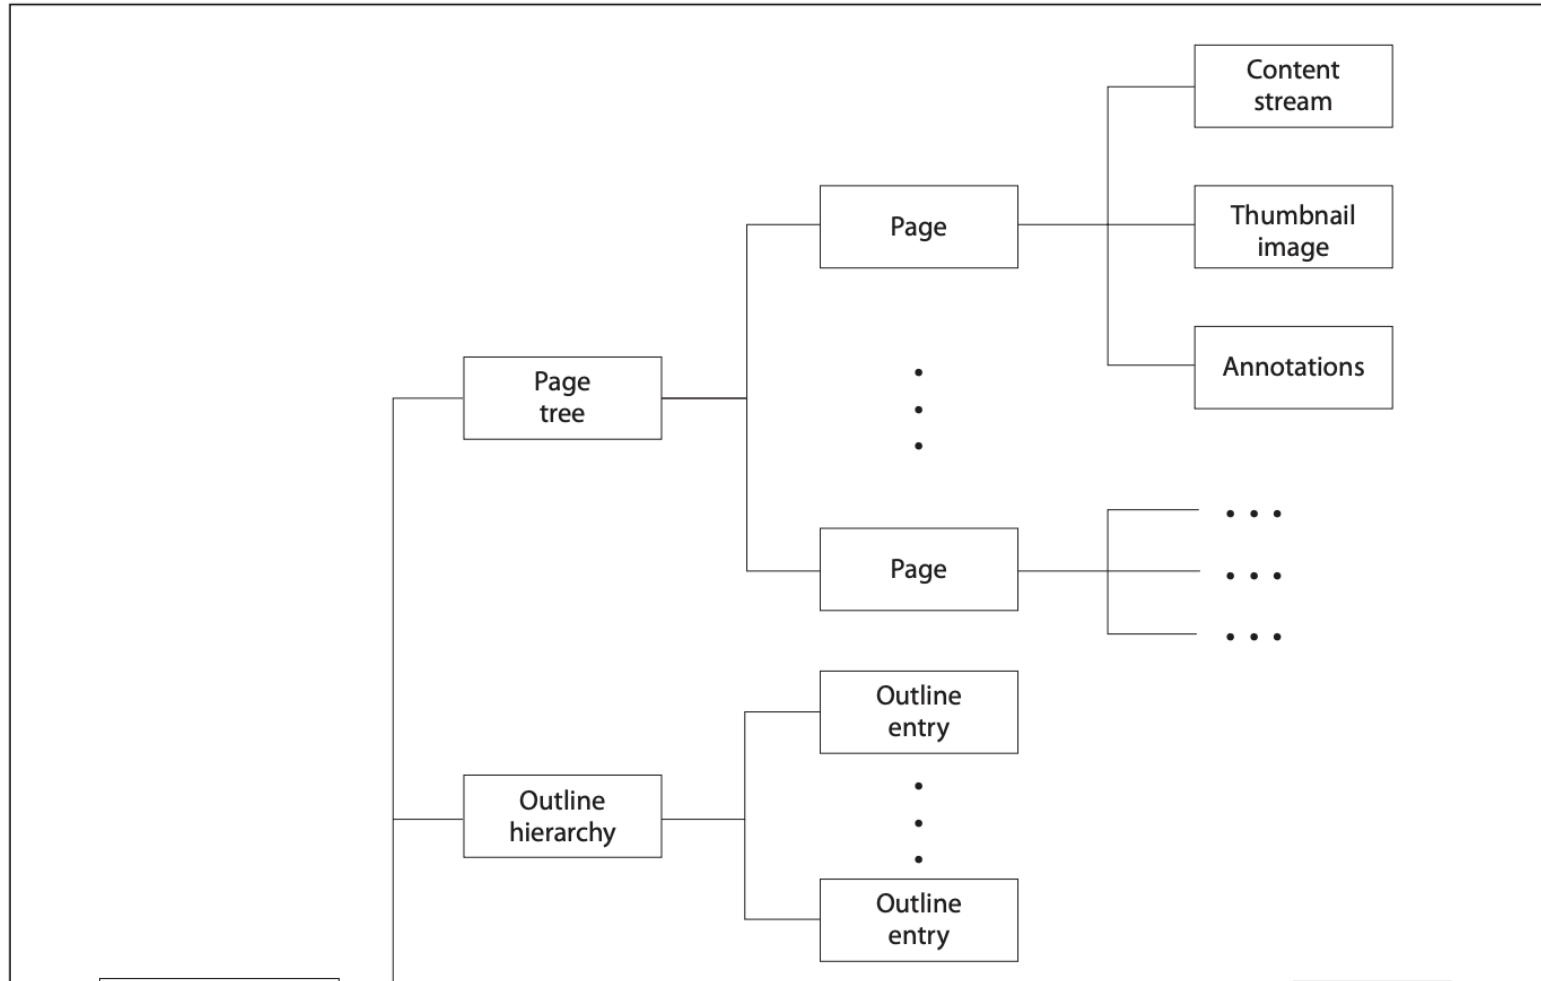 Content
stream
Page
Thumbnail
image
Page
tree
Annotations
• • •
Page
• • •
• • •
Outline
entry
Outline
hierarchy
Outline
entry